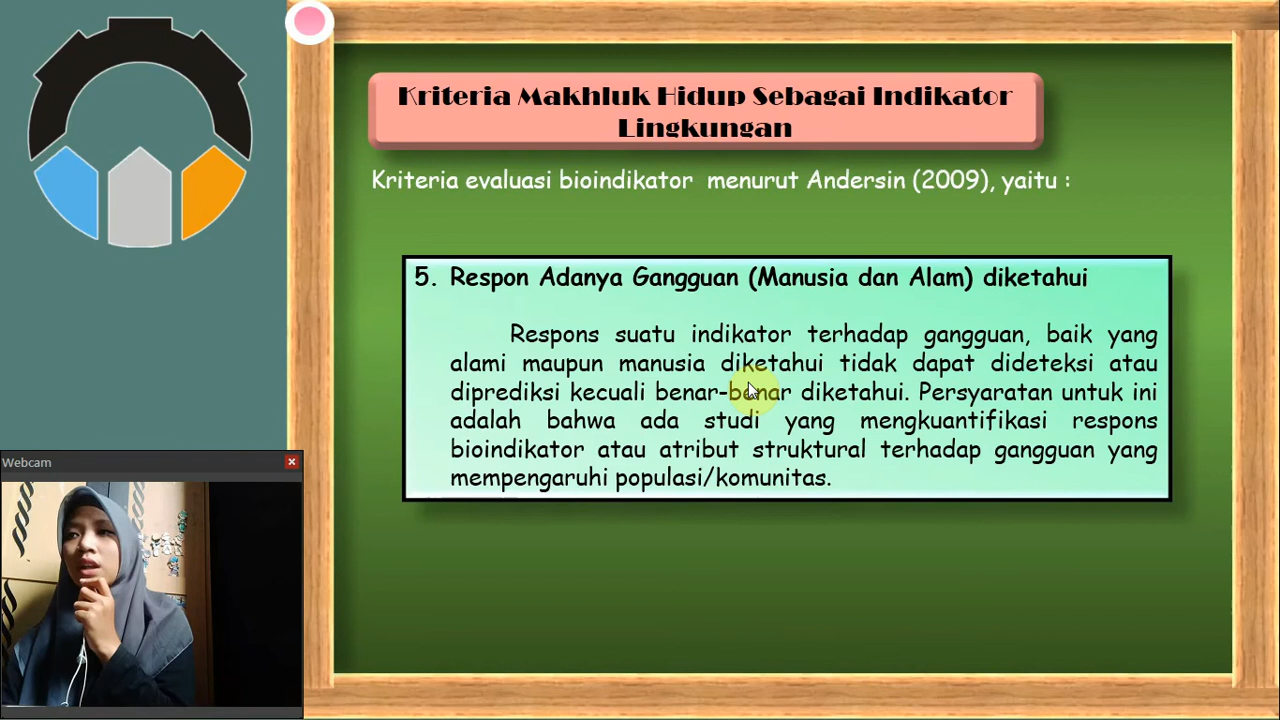 Kriteria Makhluk Hidup Sebagai Indikator
Lingkungan
Kriteria evaluasi bioindikator menurut Andersin (2009), yaitu :
5. Respon Adanya Gangguan (Manusia dan Alam) diketahui
Respons suatu indikator terhadap gangguan, baik yang
alami maupun manusia diketahui tidak dapat dideteksi atau
diprediksi kecuali benar-benar diketahui. Persyaratan untuk ini
adalah bahwa ada studi yang mengkuantifikasi respons
bioindikator atau atribut struktural terhadap gangguan yang
mempengaruhi populasi/komunitas.
Webcam